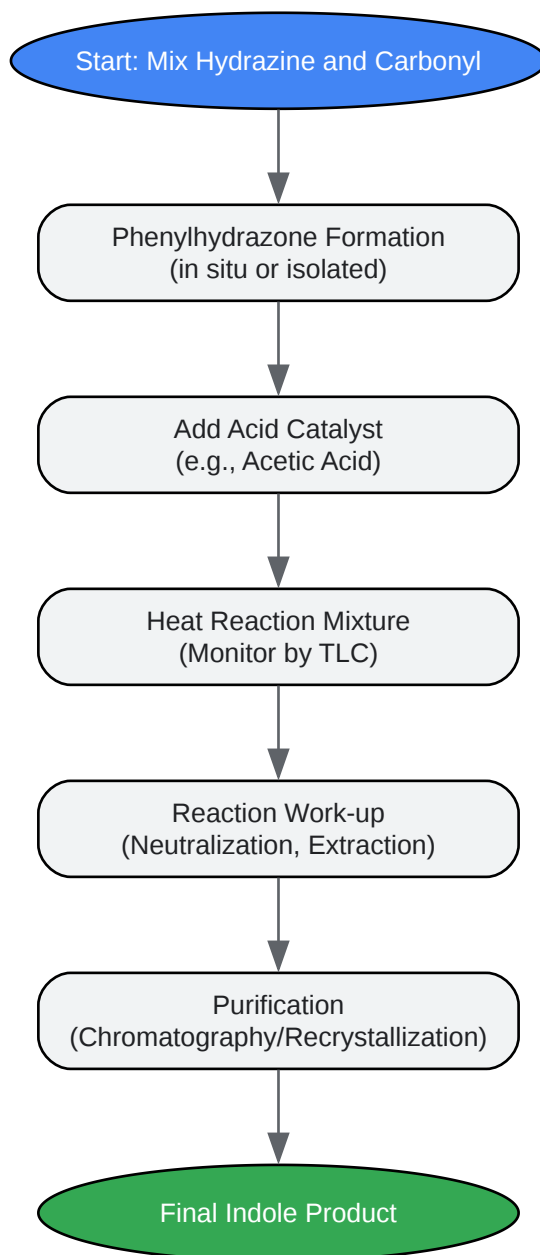 Start: Mix Hydrazine and Carbonyl
Phenylhydrazone Formation
(in situ or isolated)
Add Acid Catalyst
(e.g., Acetic Acid)
Heat Reaction Mixture
(Monitor by TLC)
Reaction Work-up
(Neutralization, Extraction)
Purification
(Chromatography/Recrystallization)
Final Indole Product